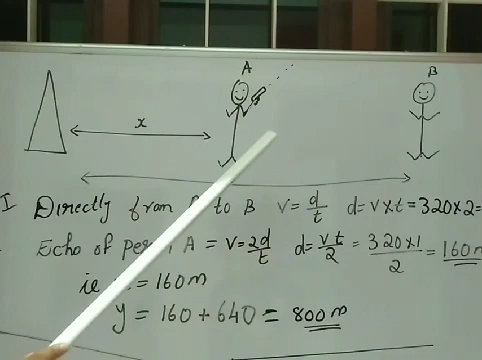 A
B
x
I Directly from to B v = d/t d = v×t = 320×2 =
Echo of A = v = 2d/t d = vt/2 = 320×1/2 = 160m
ie = 160m
y = 160 + 640 = 800m